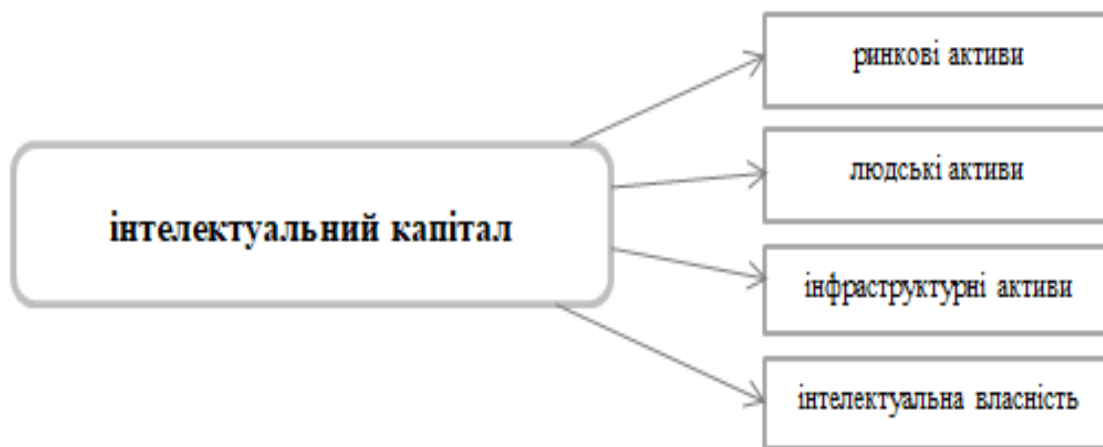 ринкові активи
людські активи
інтелектуальний капітал
інфраструктурні активи
інтелектуальна власність